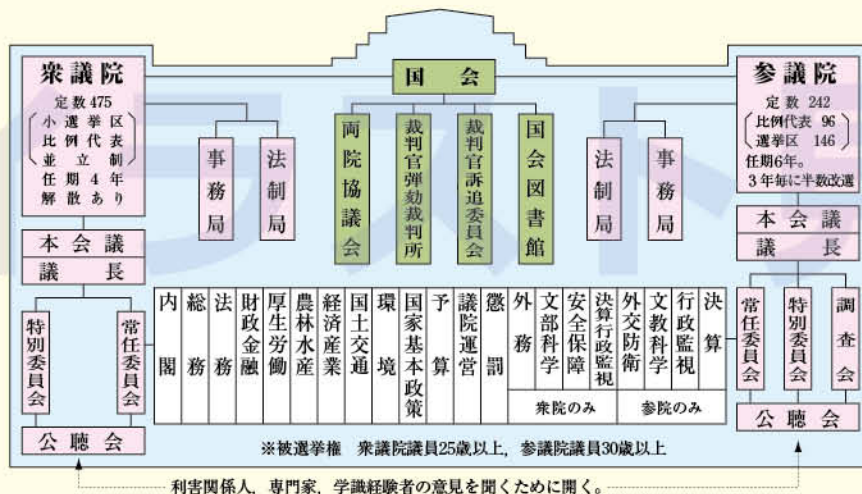 国会
衆議院
定数475
小選挙区
比例代表
並立制
任期4年
解散あり
事務局
法制局
両院協議会
裁判官弾劾裁判所
裁判官訴追委員会
国会図書館
法制局
事務局
参議院
定数 242
比例代表 96
選挙区 146
任期6年。
3年毎に半数改選
本会議
議長
特別委員会
常任委員会
公聴会
内閣
総務
法務
財政金融
厚生労働
農林水産
経済産業
国土交通
環境
国家基本政策
予算
議院運営
懲罰
外務
文部科学
安全保障
決算行政監視
衆院のみ
外交防衛
文教科学
行政監視
決算
参院のみ
本会議
議長
常任委員会
特別委員会
調査会
公聴会
※被選挙権 衆議院議員25歳以上，参議院議員30歳以上
利害関係人，専門家，学識経験者の意見を聞くために開く。